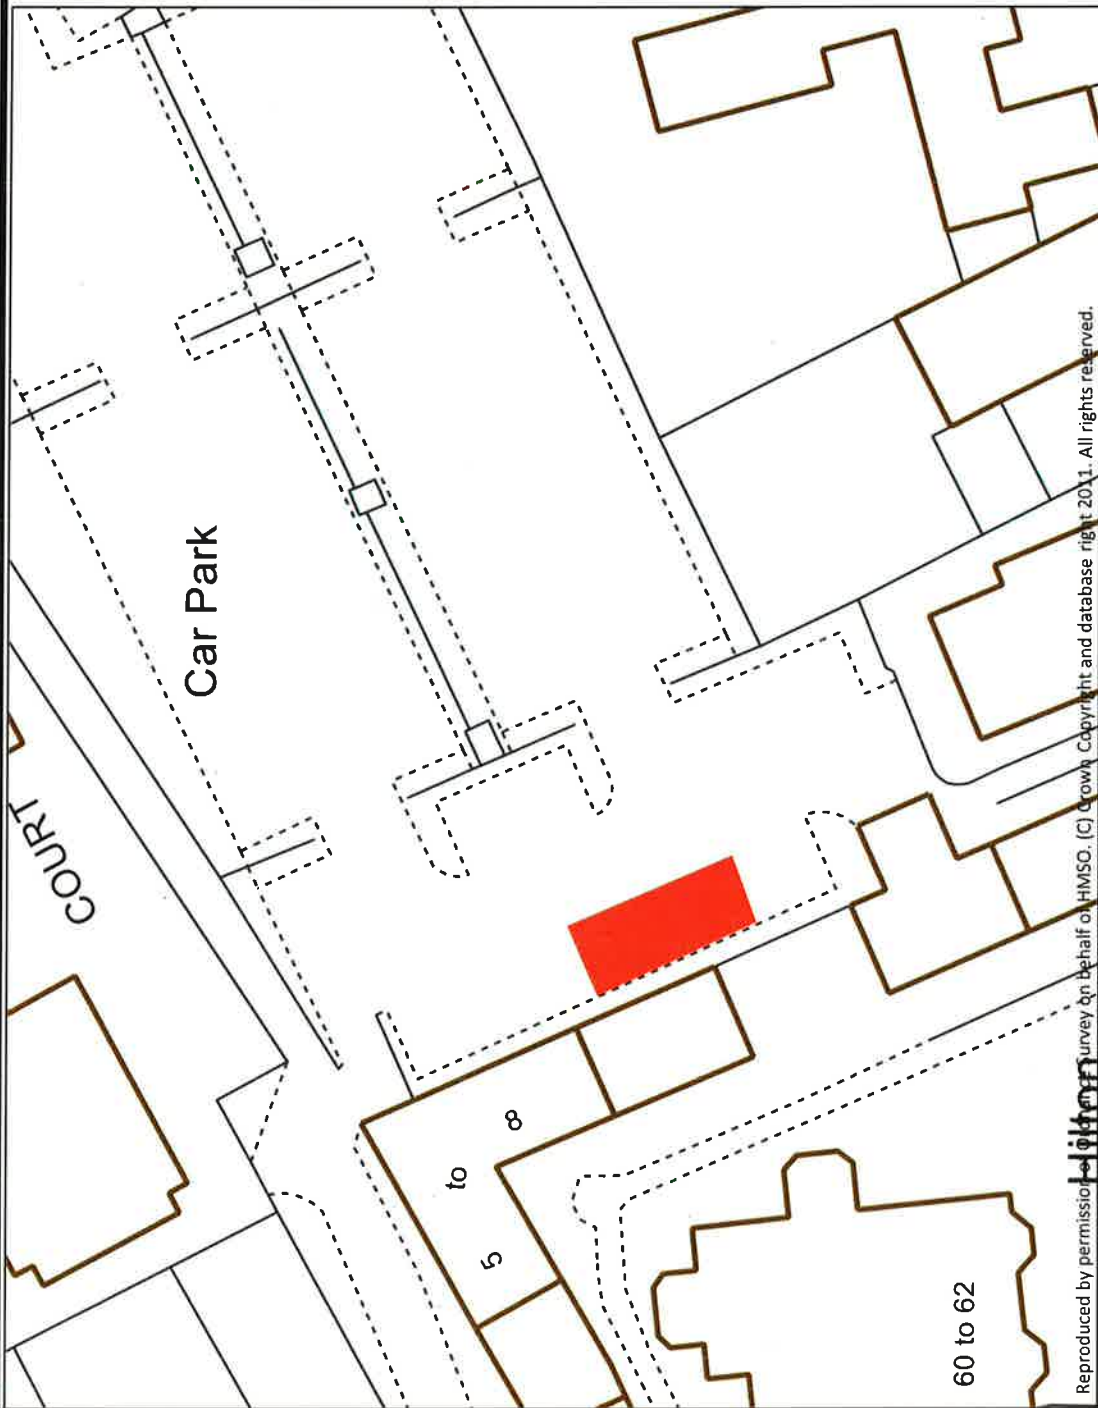 COURT
Car Park
5 to 8
60 to 62
Reproduced by permission of Ordnance Survey on behalf of HMSO. (C) Crown Copyright and database right 2011. All rights reserved.